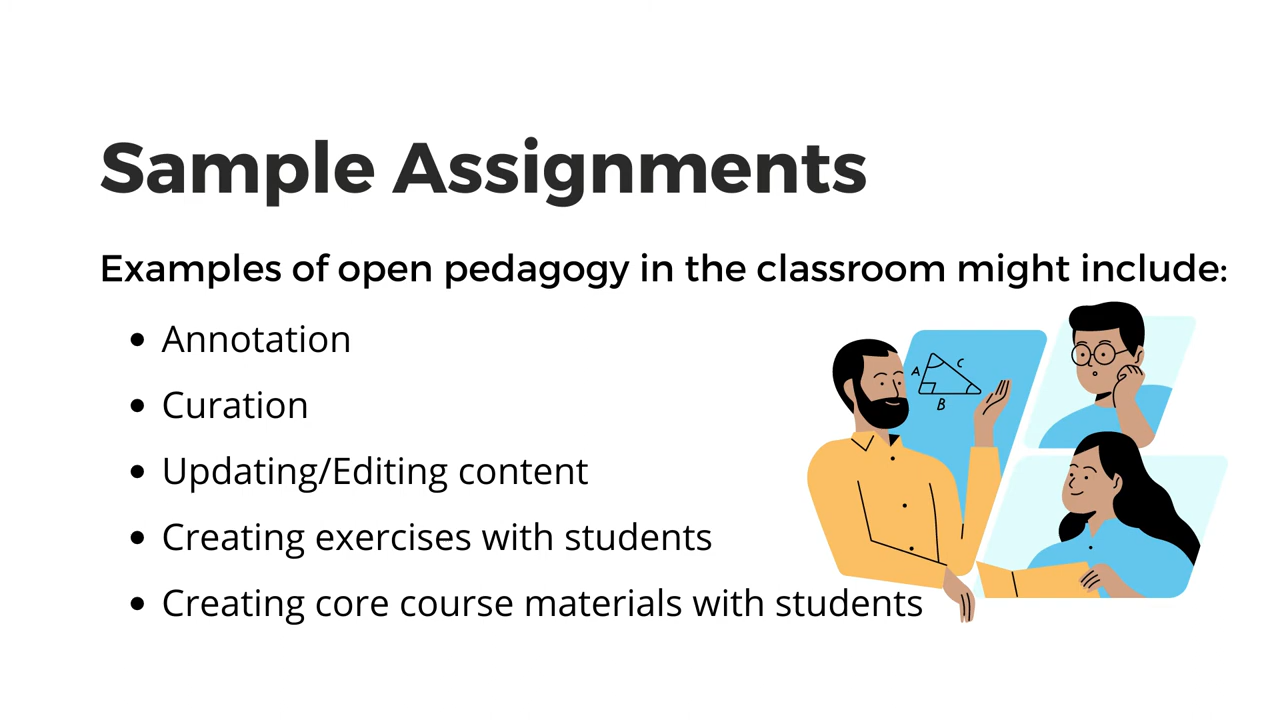 Sample Assignments
Examples of open pedagogy in the classroom might include:
• Annotation
• Curation
• Updating/Editing content
• Creating exercises with students
• Creating core course materials with students
A
C
B